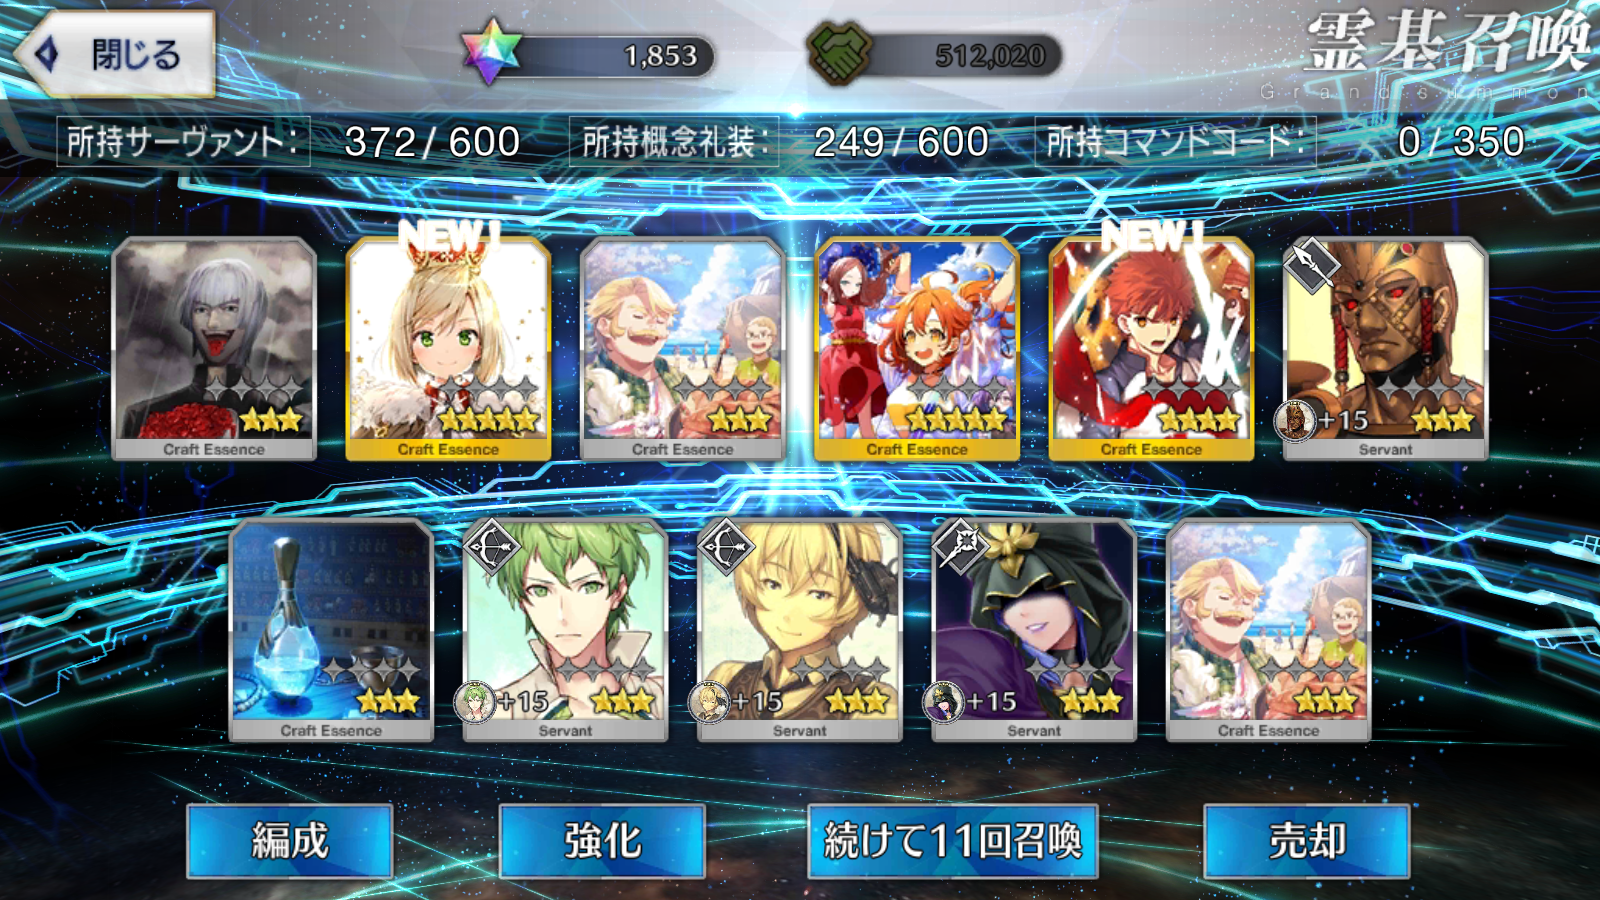 閉じる
1,853
512,020
霊基召喚
Grand summon
所持サーヴァント: 372/600
所持概念礼装: 249/600
所持コマンドコード: 0/350
NEW!
NEW!
+15
Craft Essence
Craft Essence
Craft Essence
Craft Essence
Craft Essence
Servant
+15
+15
+15
Craft Essence
Servant
Servant
Servant
Craft Essence
編成
強化
続けて11回召喚
売却